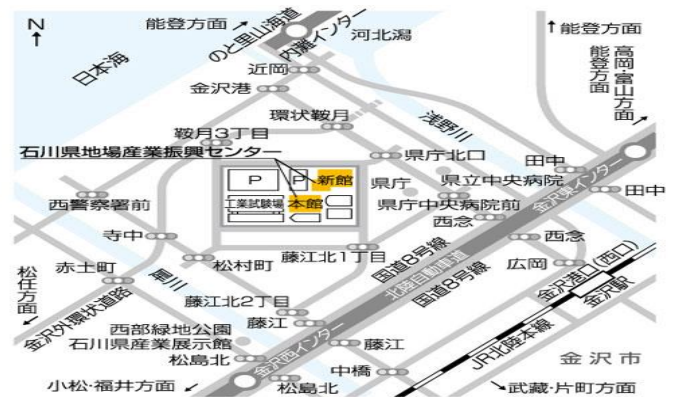 N
能登方面
のと里山海道
内灘インター
河北潟
↑能登方面
高岡・富山方面
能登方面
日本海
近岡
金沢港
環状鞍月
浅野川
鞍月3丁目
石川県地場産業振興センター
県庁北口
田中
金沢東インター
P
P
新館
県庁
県立中央病院
田中
西警察署前
工業試験場
本館
県庁中央病院前
西念
西念
寺中
藤江北1丁目
国道8号線
北陸自動車道
国道8号線
広岡
金沢港口(西口)
金沢駅
松任方面
赤土町
松村町
犀川
金沢外環状道路
藤江北2丁目
藤江
藤江
西部緑地公園
石川県産業展示館
金沢西インター
JR北陸本線
金沢市
松島北
中橋
小松・福井方面
松島北
武蔵・片町方面